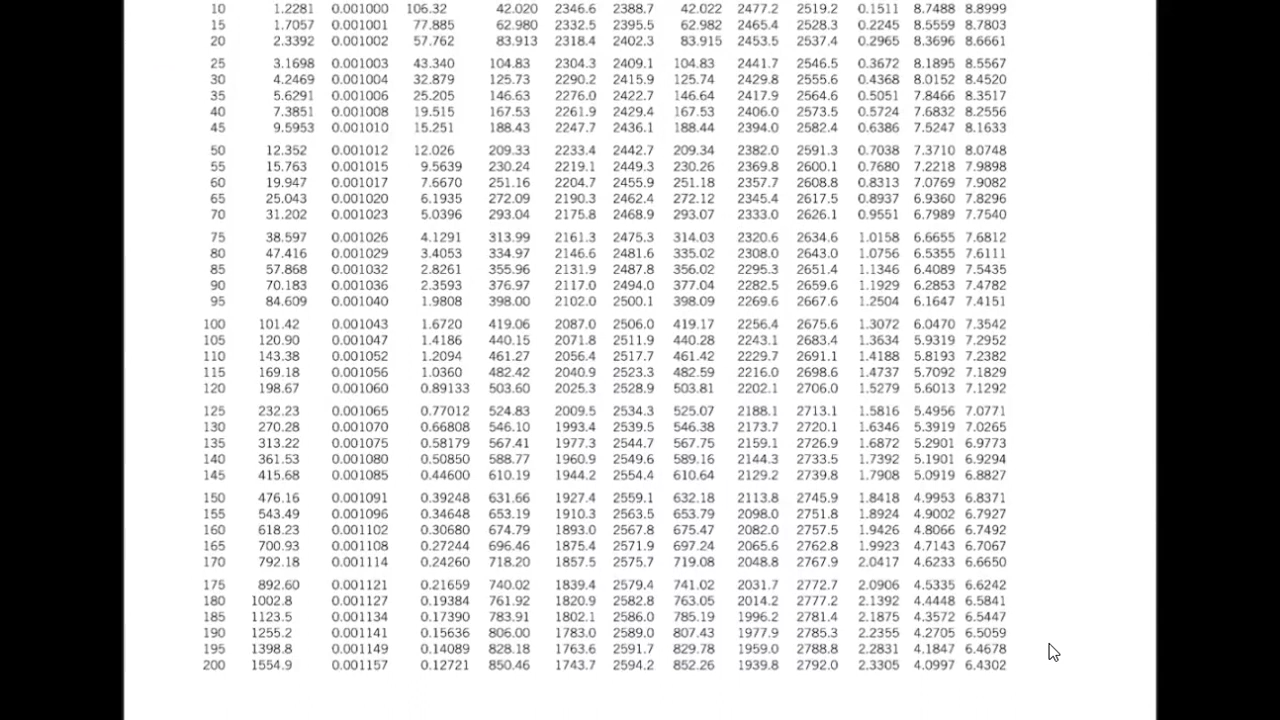 10 1.2281 0.001000 106.32 42.020 2346.6 2388.7 42.022 2477.2 2519.2 0.1511 8.7488 8.8999
15 1.7057 0.001001 77.885 62.980 2332.5 2395.5 62.982 2465.4 2528.3 0.2245 8.5559 8.7803
20 2.3392 0.001002 57.762 83.913 2318.4 2402.3 83.915 2453.5 2537.4 0.2965 8.3696 8.6661
25 3.1698 0.001003 43.340 104.83 2304.3 2409.1 104.83 2441.7 2546.5 0.3672 8.1895 8.5567
30 4.2469 0.001004 32.879 125.73 2290.2 2415.9 125.74 2429.8 2555.6 0.4368 8.0152 8.4520
35 5.6291 0.001006 25.205 146.63 2276.0 2422.7 146.64 2417.9 2564.6 0.5051 7.8466 8.3517
40 7.3851 0.001008 19.515 167.53 2261.9 2429.4 167.53 2406.0 2573.5 0.5724 7.6832 8.2556
45 9.5953 0.001010 15.251 188.43 2247.7 2436.1 188.44 2394.0 2582.4 0.6386 7.5247 8.1633
50 12.352 0.001012 12.026 209.33 2233.4 2442.7 209.34 2382.0 2591.3 0.7038 7.3710 8.0748
55 15.763 0.001015 9.5639 230.24 2219.1 2449.3 230.26 2369.8 2600.1 0.7680 7.2218 7.9898
60 19.947 0.001017 7.6670 251.16 2204.7 2455.9 251.18 2357.7 2608.8 0.8313 7.0769 7.9082
65 25.043 0.001020 6.1935 272.09 2190.3 2462.4 272.12 2345.4 2617.5 0.8937 6.9360 7.8296
70 31.202 0.001023 5.0396 293.04 2175.8 2468.9 293.07 2333.0 2626.1 0.9551 6.7989 7.7540
75 38.597 0.001026 4.1291 313.99 2161.3 2475.3 314.03 2320.6 2634.6 1.0158 6.6655 7.6812
80 47.416 0.001029 3.4053 334.97 2146.6 2481.6 335.02 2308.0 2643.0 1.0756 6.5355 7.6111
85 57.868 0.001032 2.8261 355.96 2131.9 2487.8 356.02 2295.3 2651.4 1.1346 6.4089 7.5435
90 70.183 0.001036 2.3593 376.97 2117.0 2494.0 377.04 2282.5 2659.6 1.1929 6.2853 7.4782
95 84.609 0.001040 1.9808 398.00 2102.0 2500.1 398.09 2269.6 2667.6 1.2504 6.1647 7.4151
100 101.42 0.001043 1.6720 419.06 2087.0 2506.0 419.17 2256.4 2675.6 1.3072 6.0470 7.3542
105 120.90 0.001047 1.4186 440.15 2071.8 2511.9 440.28 2243.1 2683.4 1.3634 5.9319 7.2952
110 143.38 0.001052 1.2094 461.27 2056.4 2517.7 461.42 2229.7 2691.1 1.4188 5.8193 7.2382
115 169.18 0.001056 1.0360 482.42 2040.9 2523.3 482.59 2216.0 2698.6 1.4737 5.7092 7.1829
120 198.67 0.001060 0.89133 503.60 2025.3 2528.9 503.81 2202.1 2706.0 1.5279 5.6013 7.1292
125 232.23 0.001065 0.77012 524.83 2009.5 2534.3 525.07 2188.1 2713.1 1.5816 5.4956 7.0771
130 270.28 0.001070 0.66808 546.10 1993.4 2539.5 546.38 2173.7 2720.1 1.6346 5.3919 7.0265
135 313.22 0.001075 0.58179 567.41 1977.3 2544.7 567.75 2159.1 2726.9 1.6872 5.2901 6.9773
140 361.53 0.001080 0.50850 588.77 1960.9 2549.6 589.16 2144.3 2733.5 1.7392 5.1901 6.9294
145 415.68 0.001085 0.44600 610.19 1944.2 2554.4 610.64 2129.2 2739.8 1.7908 5.0919 6.8827
150 476.16 0.001091 0.39248 631.66 1927.4 2559.1 632.18 2113.8 2745.9 1.8418 4.9953 6.8371
155 543.49 0.001096 0.34648 653.19 1910.3 2563.5 653.79 2098.0 2751.8 1.8924 4.9002 6.7927
160 618.23 0.001102 0.30680 674.79 1893.0 2567.8 675.47 2082.0 2757.5 1.9426 4.8066 6.7492
165 700.93 0.001108 0.27244 696.46 1875.4 2571.9 697.24 2065.6 2762.8 1.9923 4.7143 6.7067
170 792.18 0.001114 0.24260 718.20 1857.5 2575.7 719.08 2048.8 2767.9 2.0417 4.6233 6.6650
175 892.60 0.001121 0.21659 740.02 1839.4 2579.4 741.02 2031.7 2772.7 2.0906 4.5335 6.6242
180 1002.8 0.001127 0.19384 761.92 1820.9 2582.8 763.05 2014.2 2777.2 2.1392 4.4448 6.5841
185 1123.5 0.001134 0.17390 783.91 1802.1 2586.0 785.19 1996.2 2781.4 2.1875 4.3572 6.5447
190 1255.2 0.001141 0.15636 806.00 1783.0 2589.0 807.43 1977.9 2785.3 2.2355 4.2705 6.5059
195 1398.8 0.001149 0.14089 828.18 1763.6 2591.7 829.78 1959.0 2788.8 2.2831 4.1847 6.4678
200 1554.9 0.001157 0.12721 850.46 1743.7 2594.2 852.26 1939.8 2792.0 2.3305 4.0997 6.4302